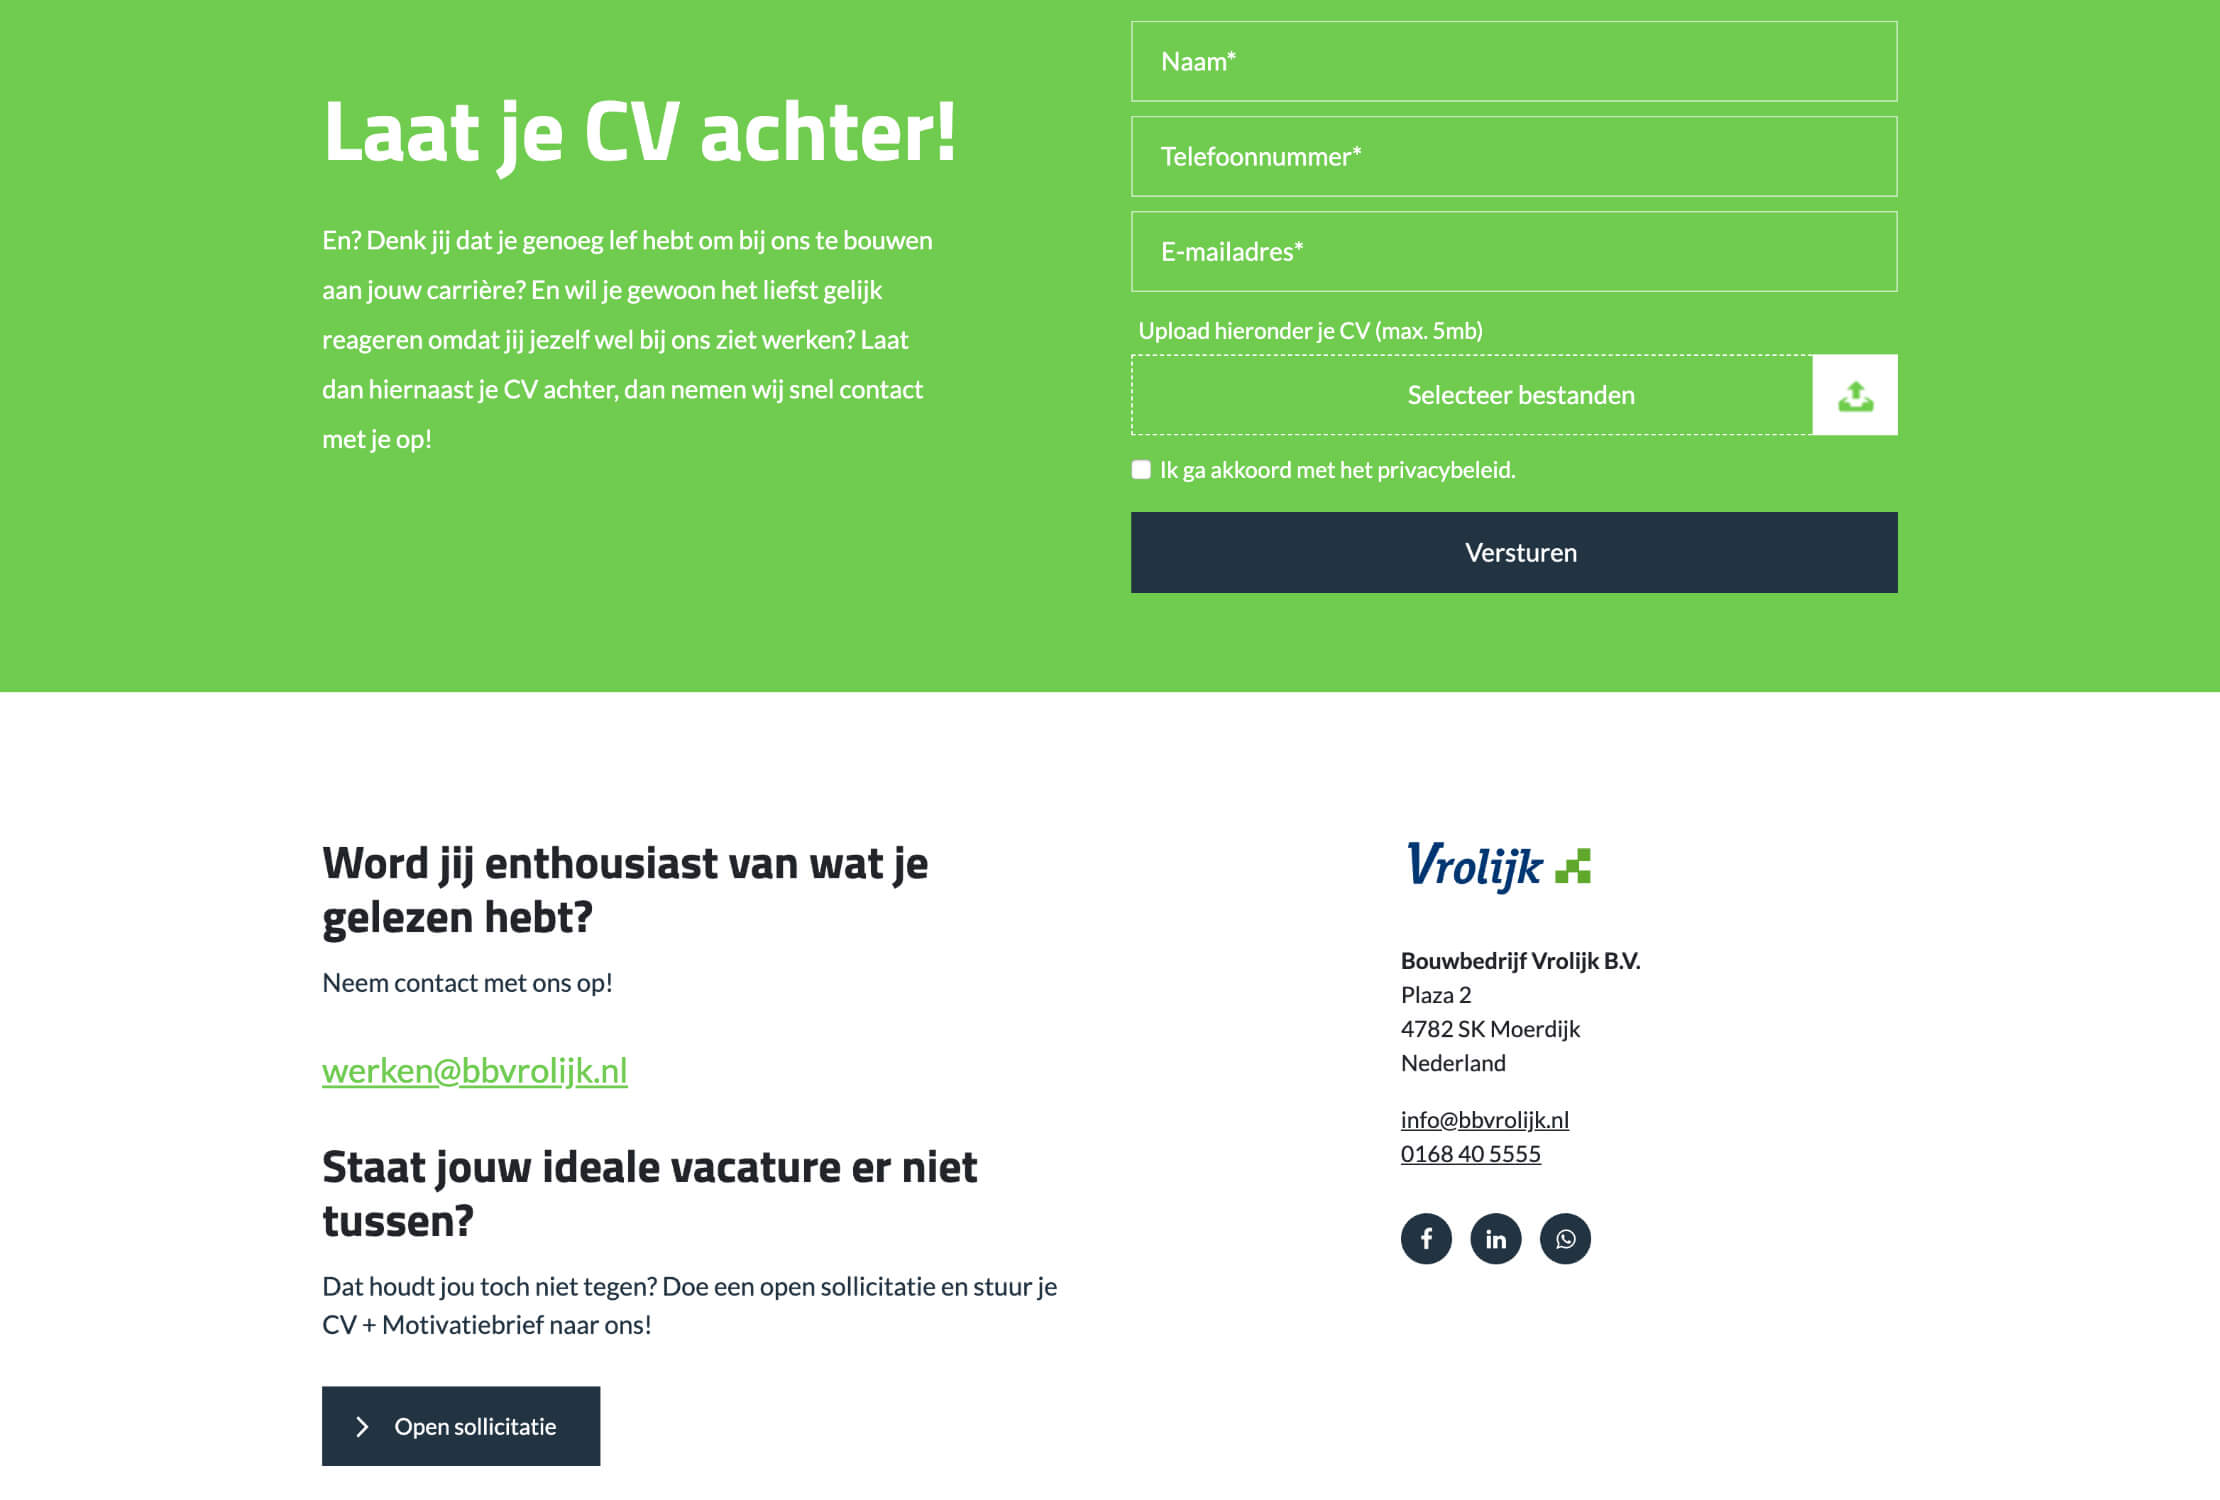 Laat je CV achter!
En? Denk jij dat je genoeg lef hebt om bij ons te bouwen
aan jouw carrière? En wil je gewoon het liefst gelijk
reageren omdat jij jezelf wel bij ons ziet werken? Laat
dan hiernaast je CV achter, dan nemen wij snel contact
met je op!
Naam*
Telefoonnummer*
E-mailadres*
Upload hieronder je CV (max. 5mb)
Selecteer bestanden
Ik ga akkoord met het privacybeleid.
Versturen
Word jij enthousiast van wat je
gelezen hebt?
Neem contact met ons op!
werken@bbvrolijk.nl
Staat jouw ideale vacature er niet
tussen?
Dat houdt jou toch niet tegen? Doe een open sollicitatie en stuur je
CV + Motivatiebrief naar ons!
Open sollicitatie
Vrolijk
Bouwbedrijf Vrolijk B.V.
Plaza 2
4782 SK Moerdijk
Nederland
info@bbvrolijk.nl
0168 40 5555